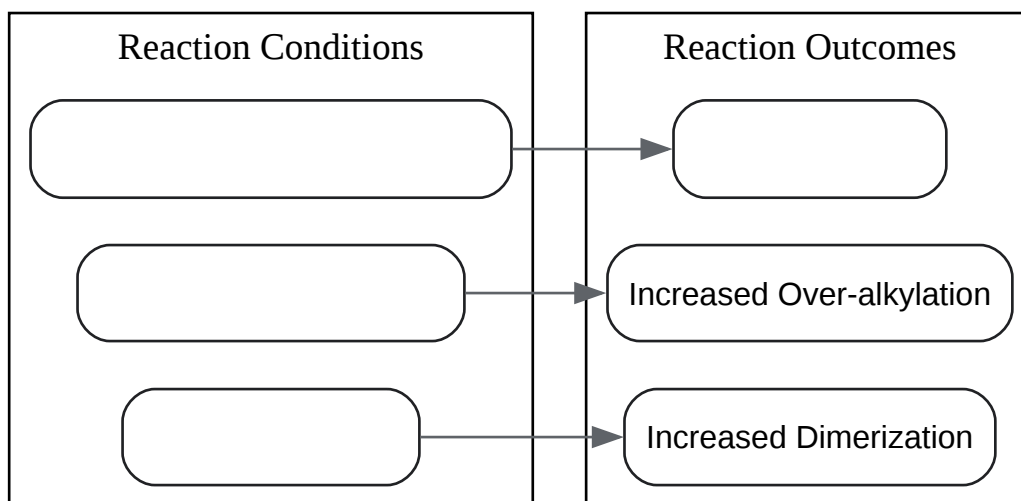 Reaction Conditions
Reaction Outcomes
Increased Over-alkylation
Increased Dimerization